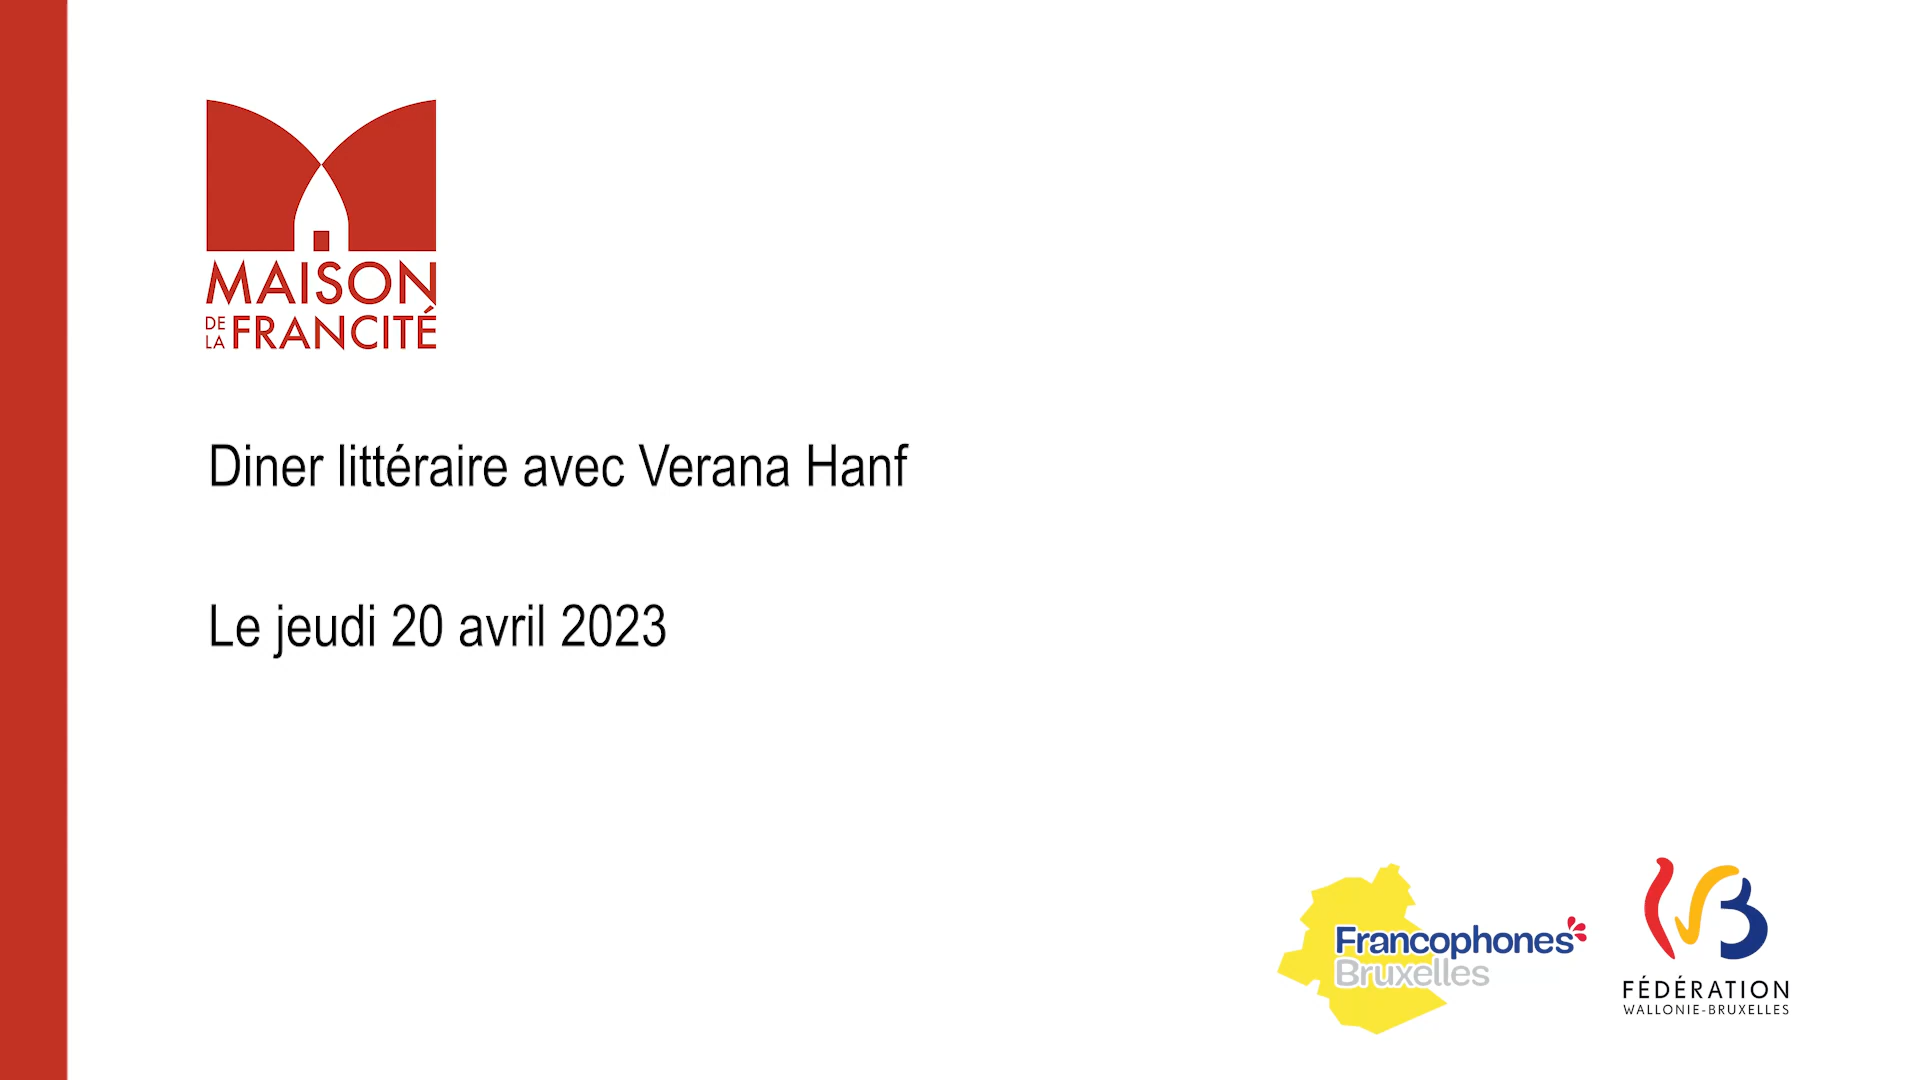 MAISON
DE LA FRANCITÉ
Diner littéraire avec Verana Hanf
Le jeudi 20 avril 2023
Francophones
Bruxelles
FÉDÉRATION
WALLONIE-BRUXELLES